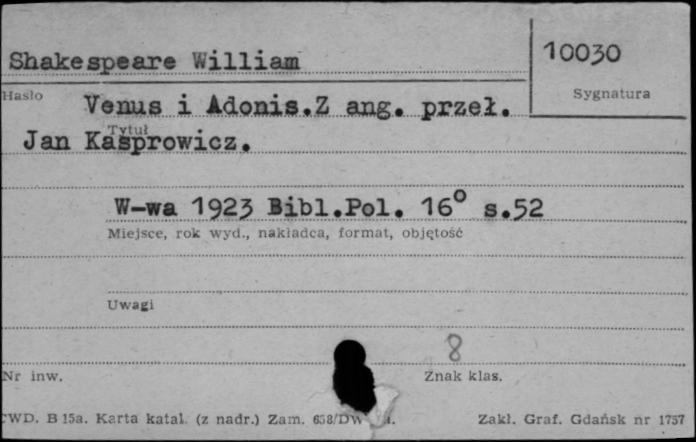 Shakespeare William
10030
Hasło
Sygnatura
Venus i Adonis.Z ang. przeł.
Tytuł
Jan Kasprowicz.
W-wa 1923 Bibl.Pol. 16° s.52
Miejsce, rok wyd., nakładca, format, objętość
Uwagi
8
Nr inw.
Znak klas.
CWD. B 15a. Karta katal. (z nadr.) Zam. 658/DW
Zakł. Graf. Gdańsk nr 1757